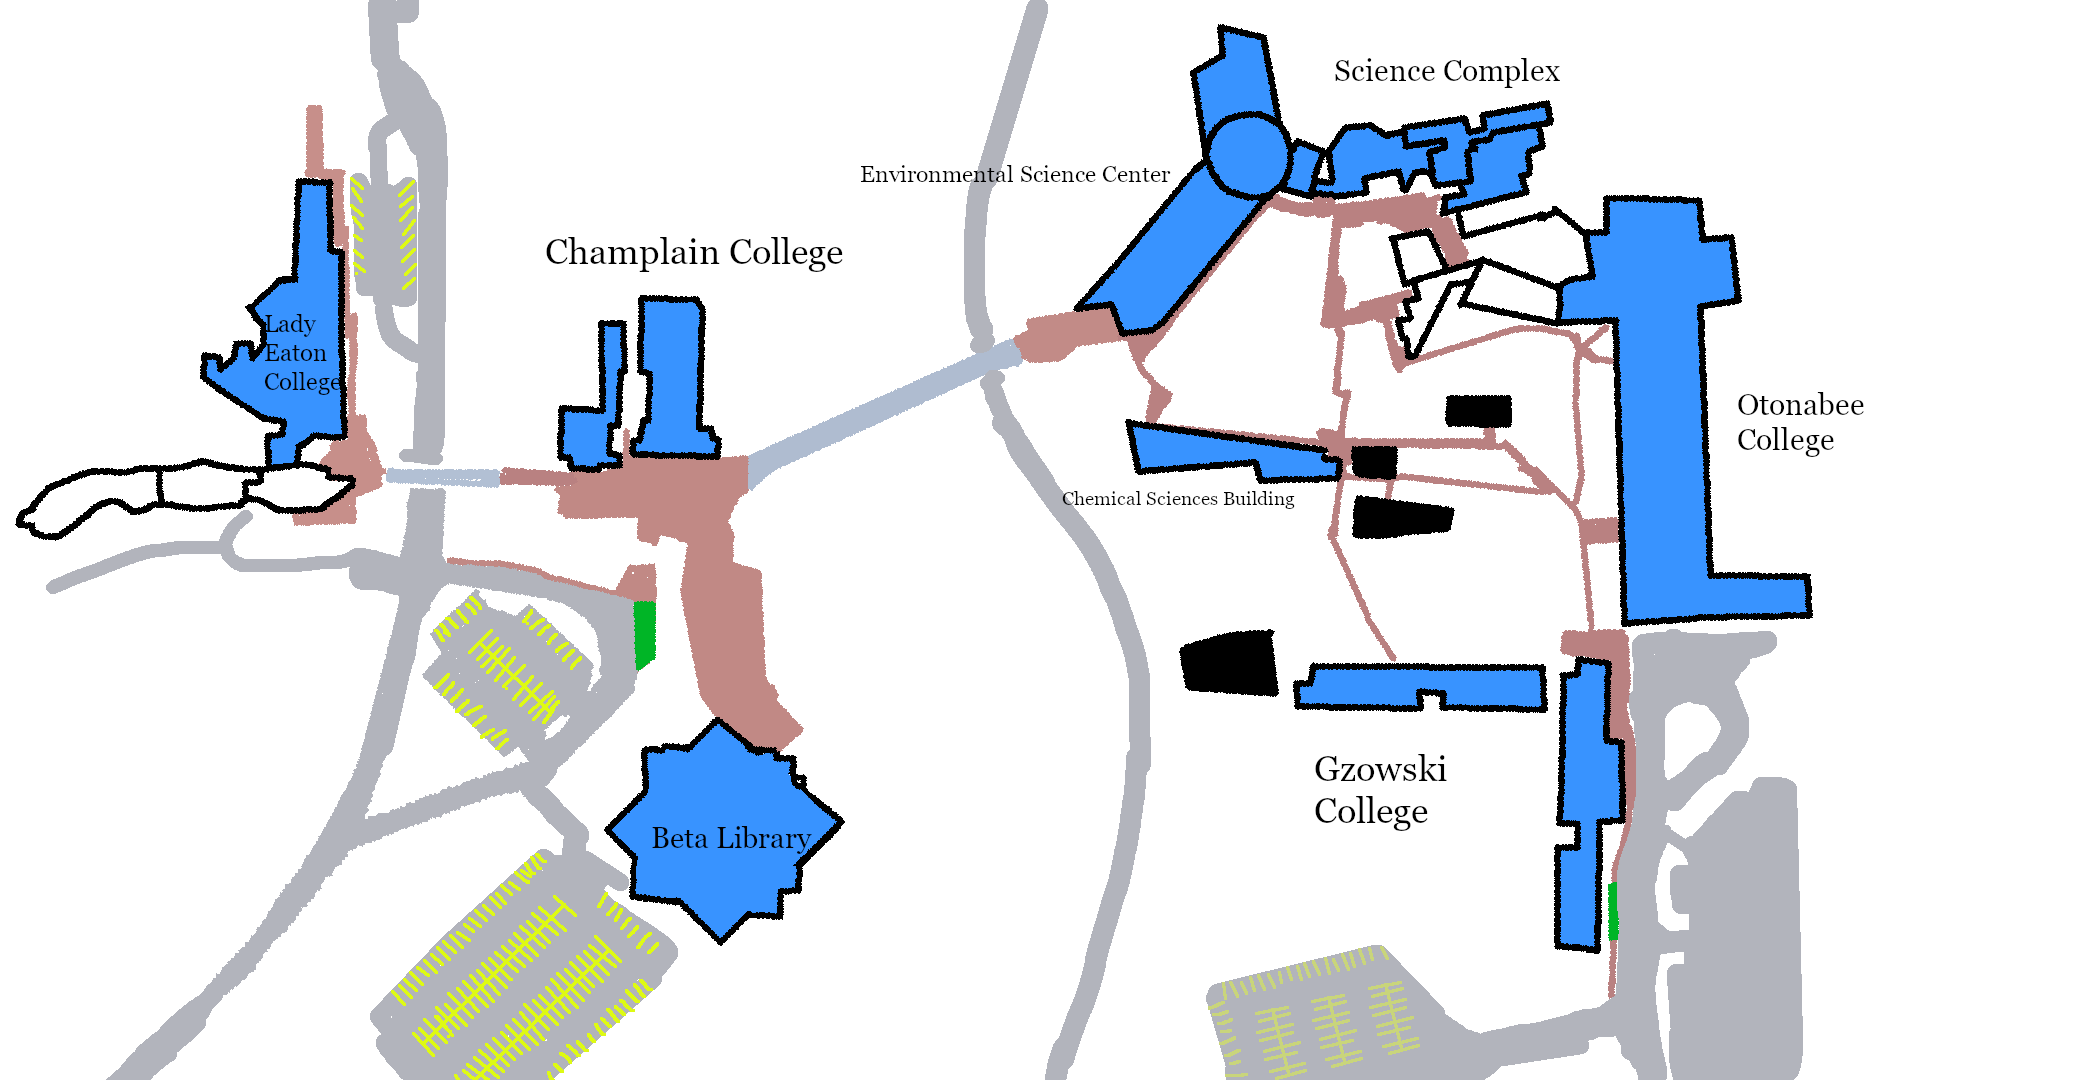 Science Complex
Environmental Science Center
Champlain College
Lady
Eaton
College
Otonabee
College
Chemical Sciences Building
Gzowski
College
Beta Library